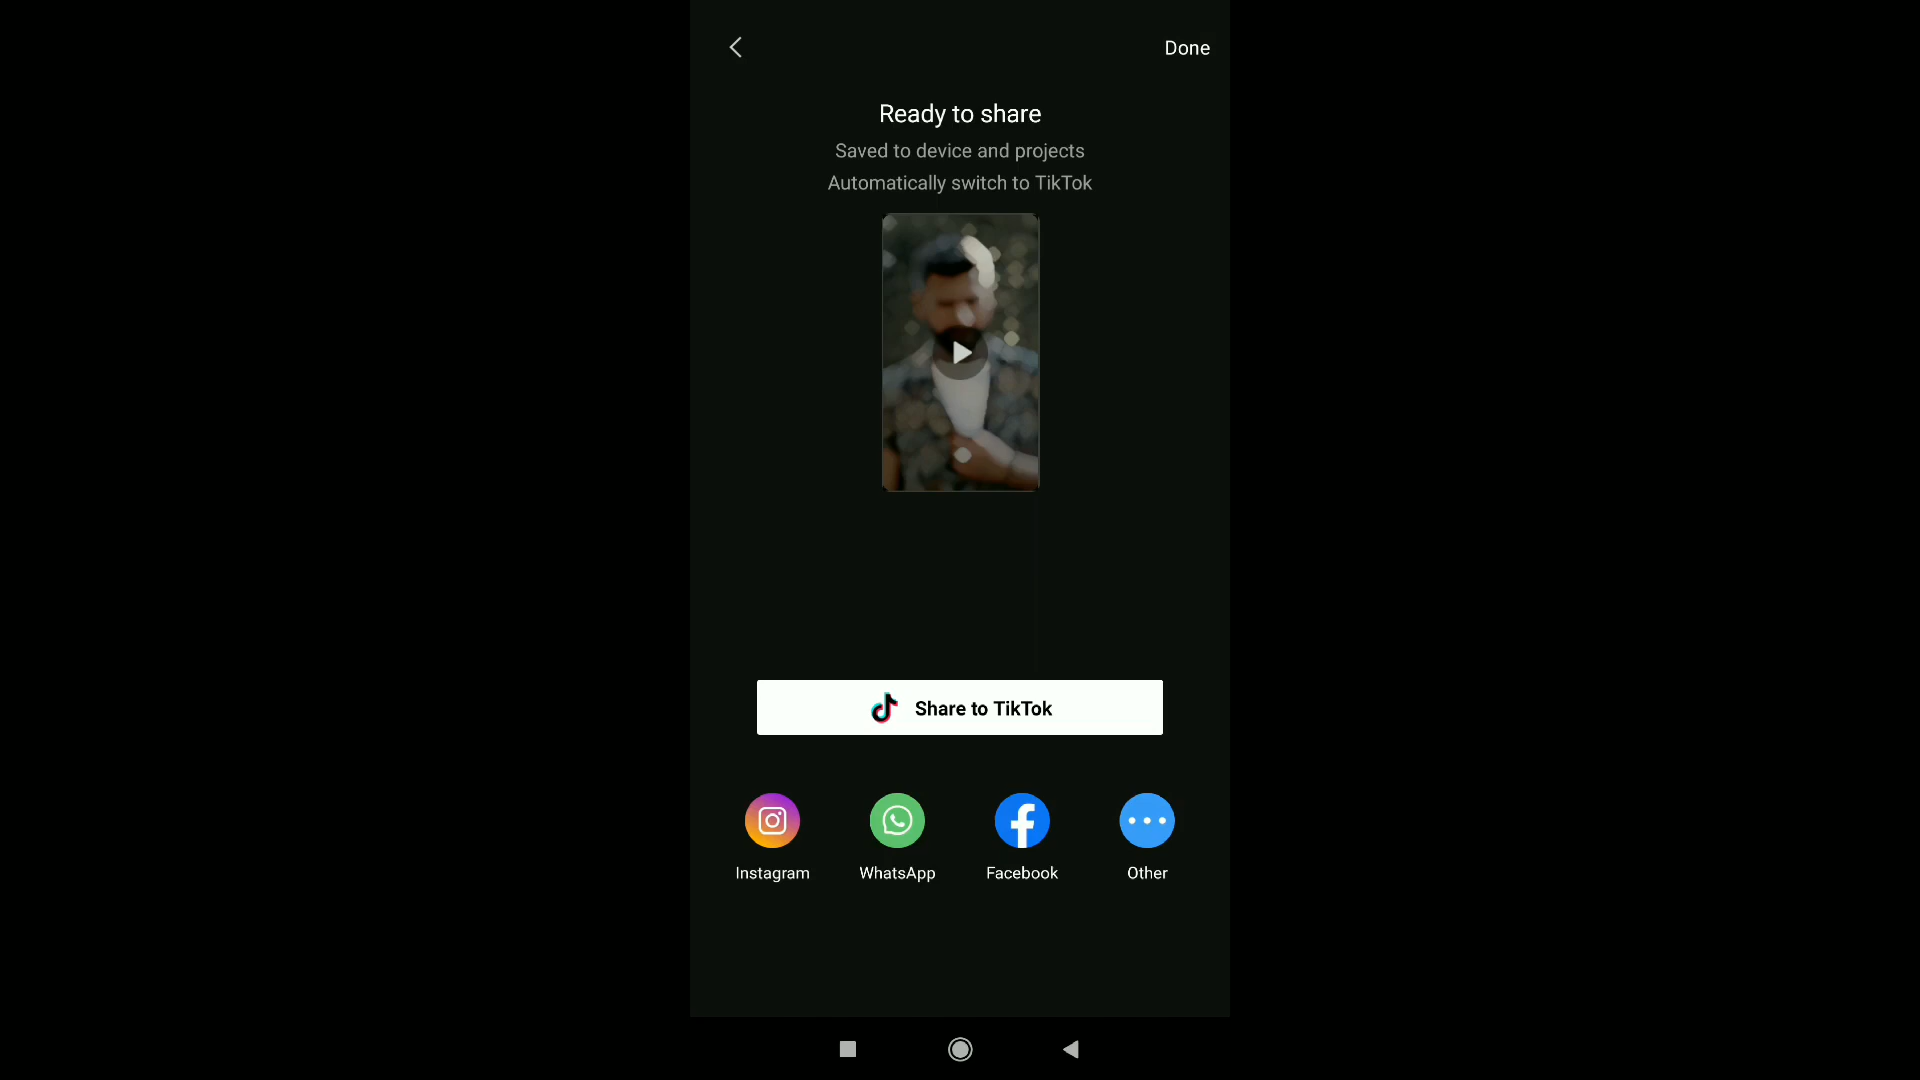 Done
Ready to share
Saved to device and projects
Automatically switch to TikTok
Share to TikTok
Instagram
WhatsApp
Facebook
Other